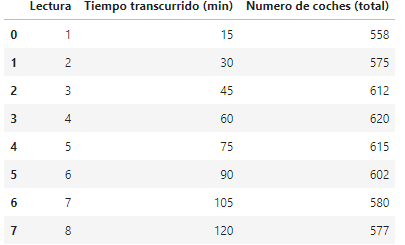 Lectura Tiempo transcurrido (min) Numero de coches (total)
0 1 15 558
1 2 30 575
2 3 45 612
3 4 60 620
4 5 75 615
5 6 90 602
6 7 105 580
7 8 120 577